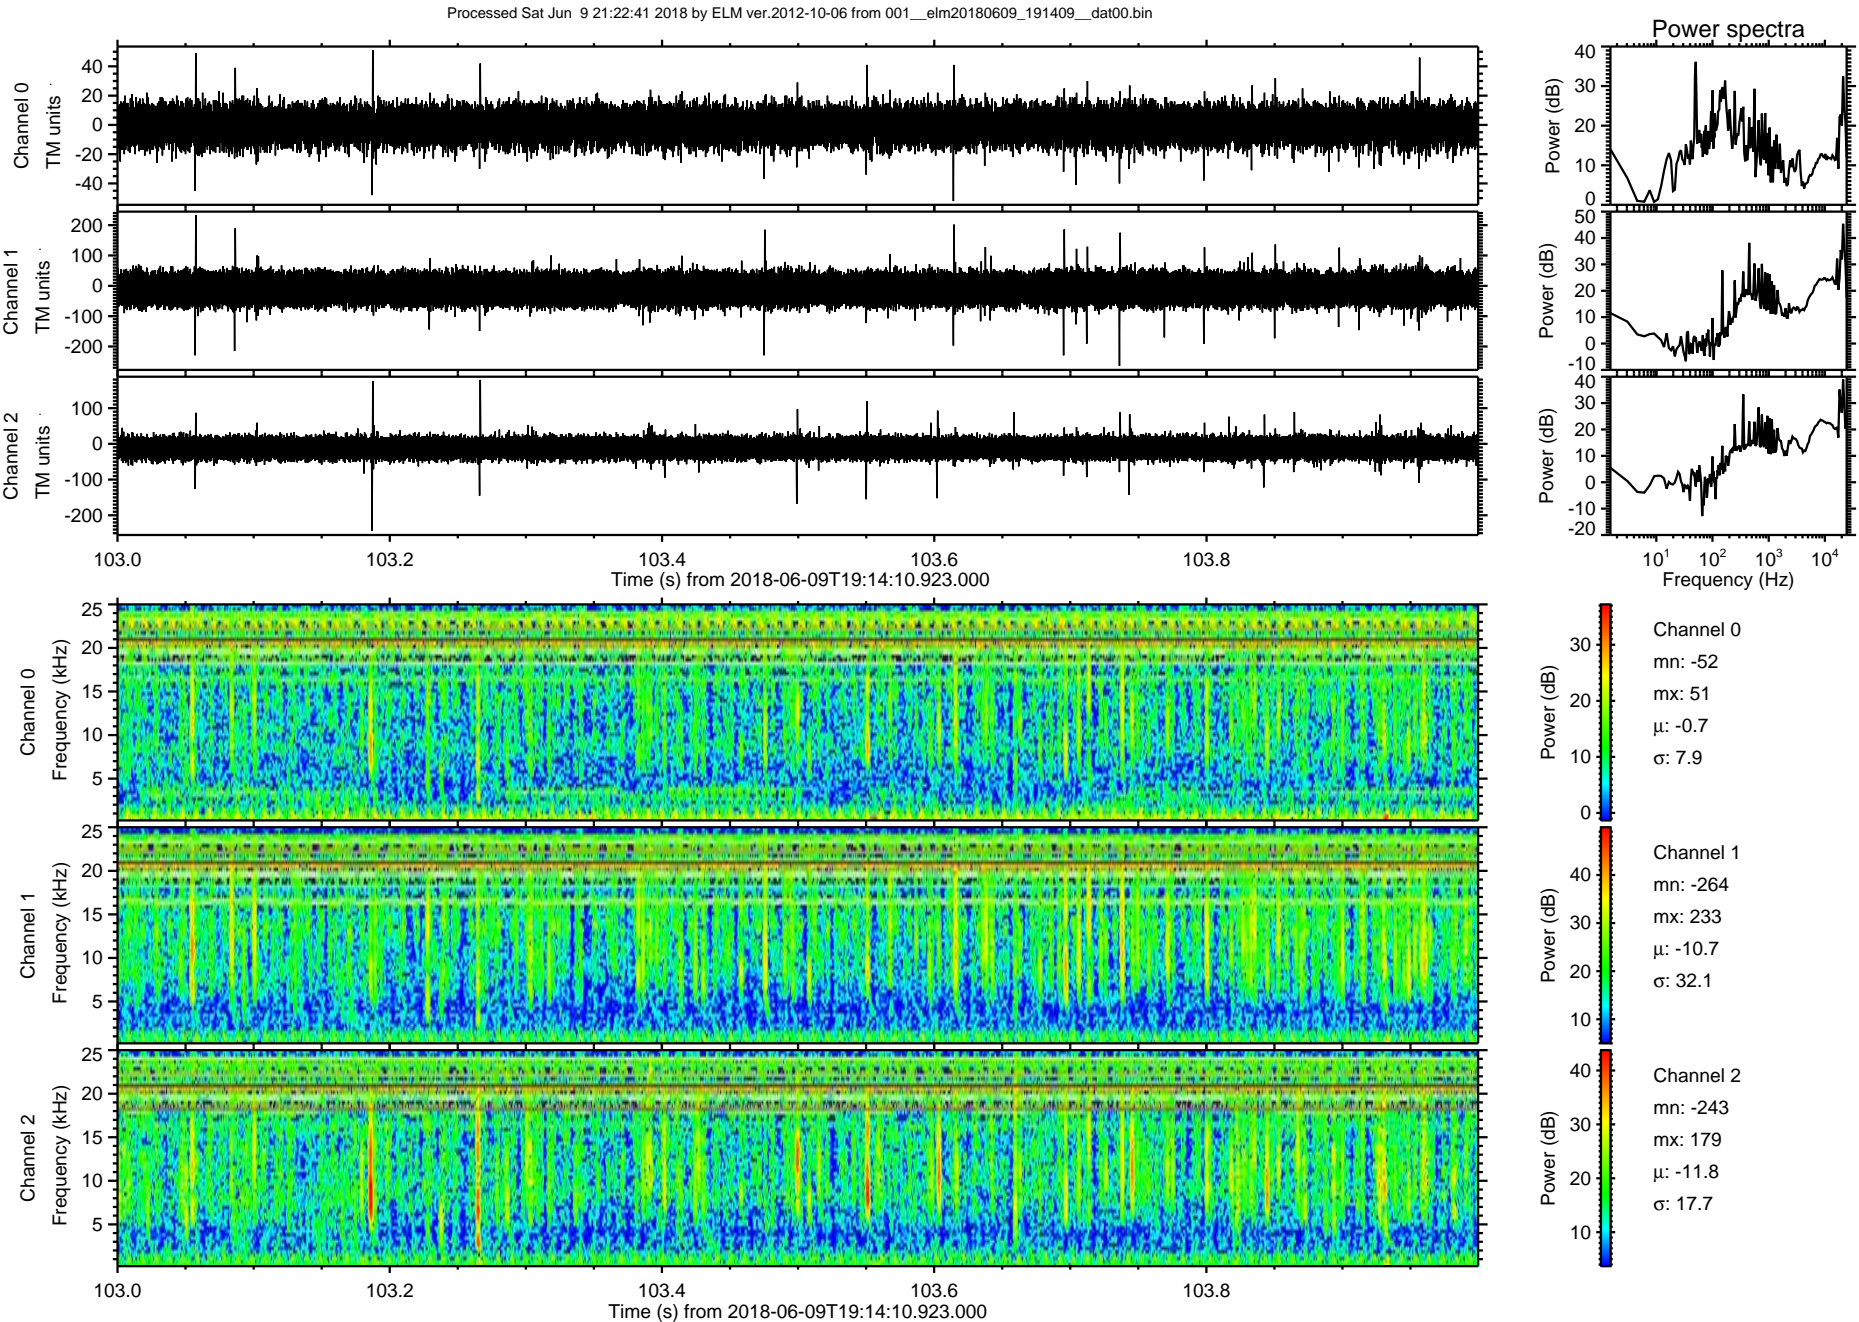 Processed Sat Jun 9 21:22:41 2018 by ELM ver.2012-10-06 from 001__elm20180609_191409__dat00.bin
Power spectra
Channel 0
TM units
40
20
0
-20
-40
Power (dB)
40
30
20
10
0
Channel 1
TM units
200
100
0
-100
-200
Power (dB)
50
40
30
20
10
0
-10
Channel 2
TM units
100
0
-100
-200
Power (dB)
40
30
20
10
0
-10
-20
103.0 103.2 103.4 103.6 103.8
Time (s) from 2018-06-09T19:14:10.923.000
10¹ 10² 10³ 10⁴
Frequency (Hz)
Channel 0
Frequency (kHz)
25
20
15
10
5
Power (dB)
30
20
10
0
Channel 0
mn: -52
mx: 51
μ: -0.7
σ: 7.9
Channel 1
Frequency (kHz)
25
20
15
10
5
Power (dB)
40
30
20
10
Channel 1
mn: -264
mx: 233
μ: -10.7
σ: 32.1
Channel 2
Frequency (kHz)
25
20
15
10
5
Power (dB)
40
30
20
10
Channel 2
mn: -243
mx: 179
μ: -11.8
σ: 17.7
103.0 103.2 103.4 103.6 103.8
Time (s) from 2018-06-09T19:14:10.923.000